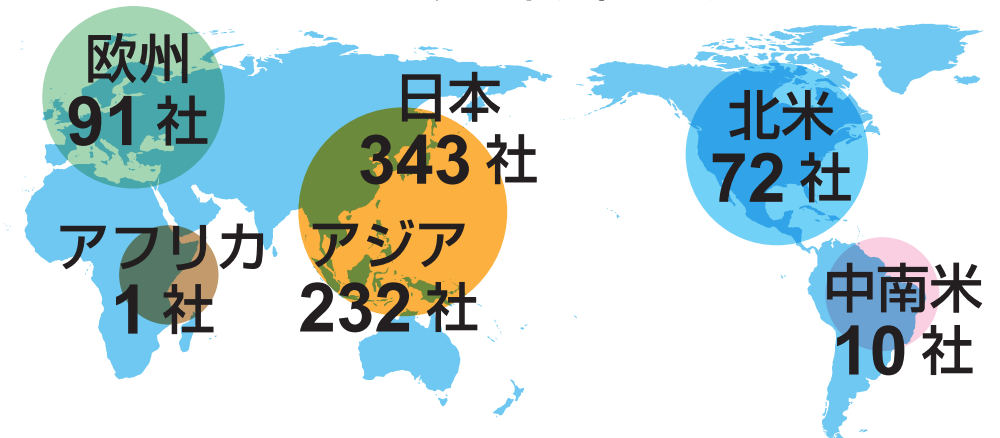 欧州
91 社
日本
343 社
北米
72 社
アフリカ
1 社
アジア
232 社
中南米
10 社